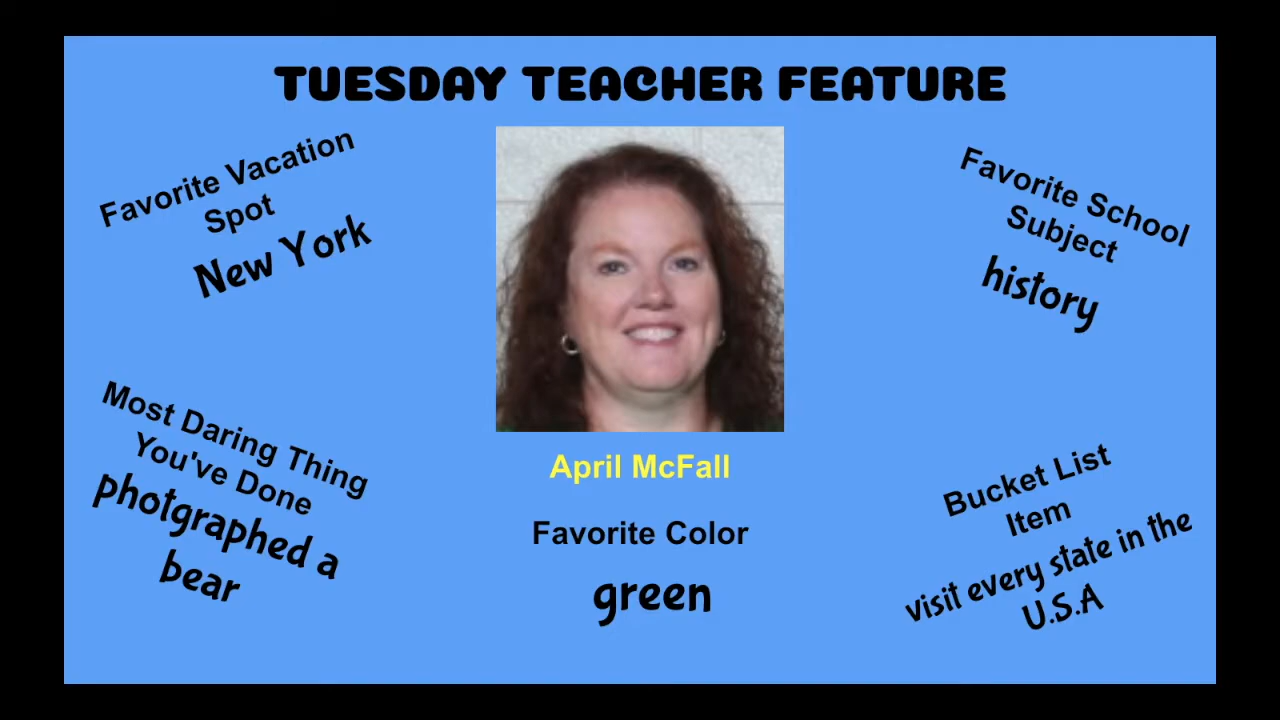 TUESDAY TEACHER FEATURE
Favorite Vacation
Spot
New York
Favorite School
Subject
history
Most Daring Thing
You've Done
photgraphed a
bear
April McFall
Favorite Color
green
Bucket List
Item
visit every state in the
U.S.A